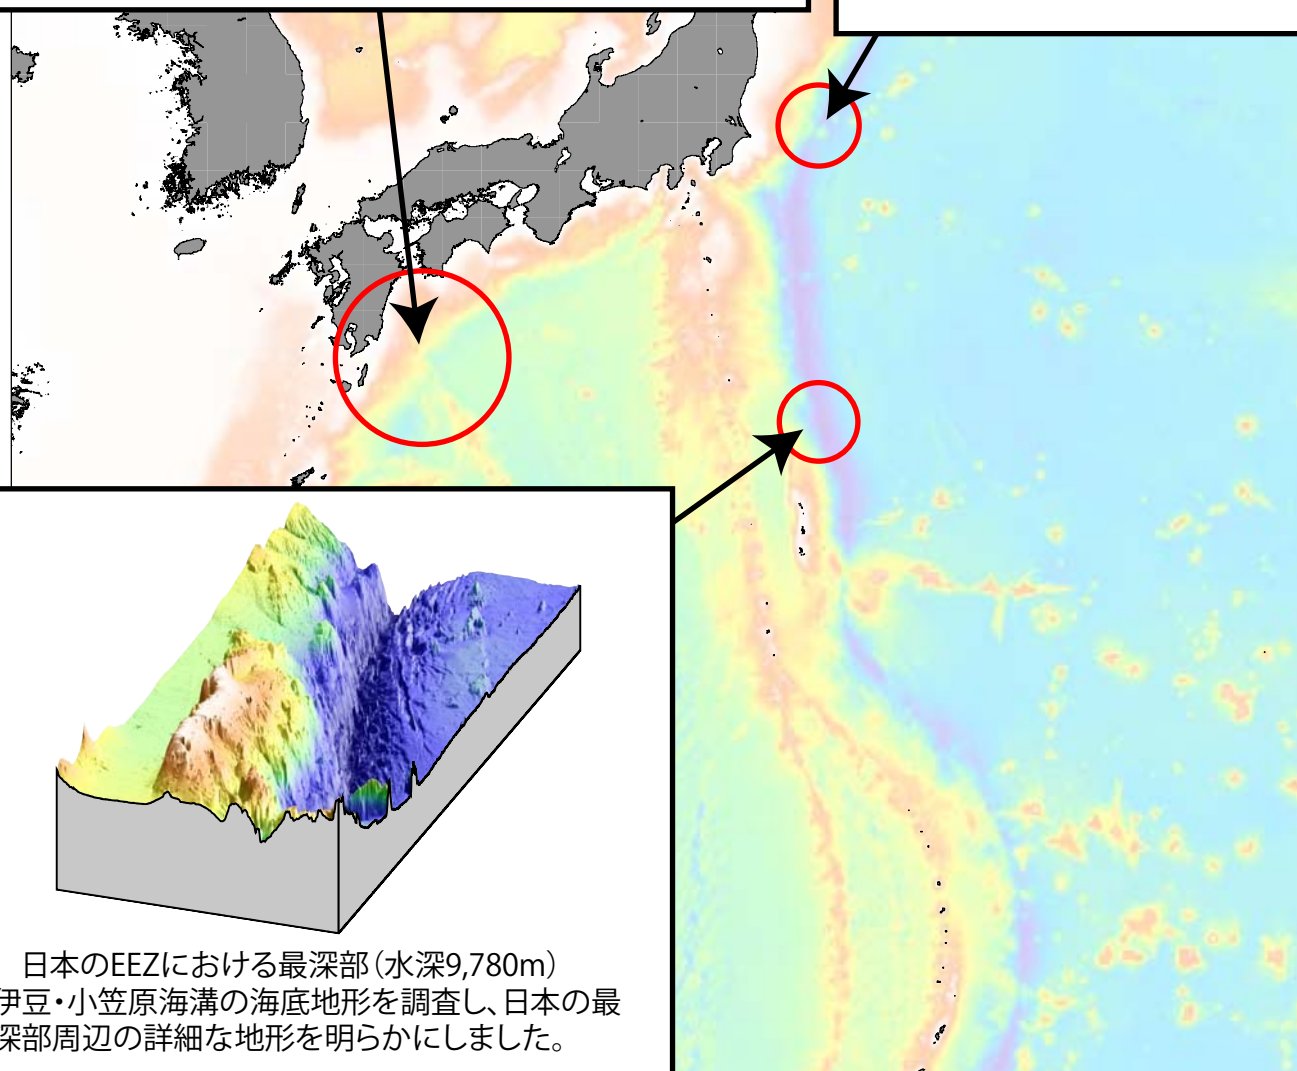 日本のEEZにおける最深部（水深9,780m）
伊豆・小笠原海溝の海底地形を調査し、日本の最
深部周辺の詳細な地形を明らかにしました。